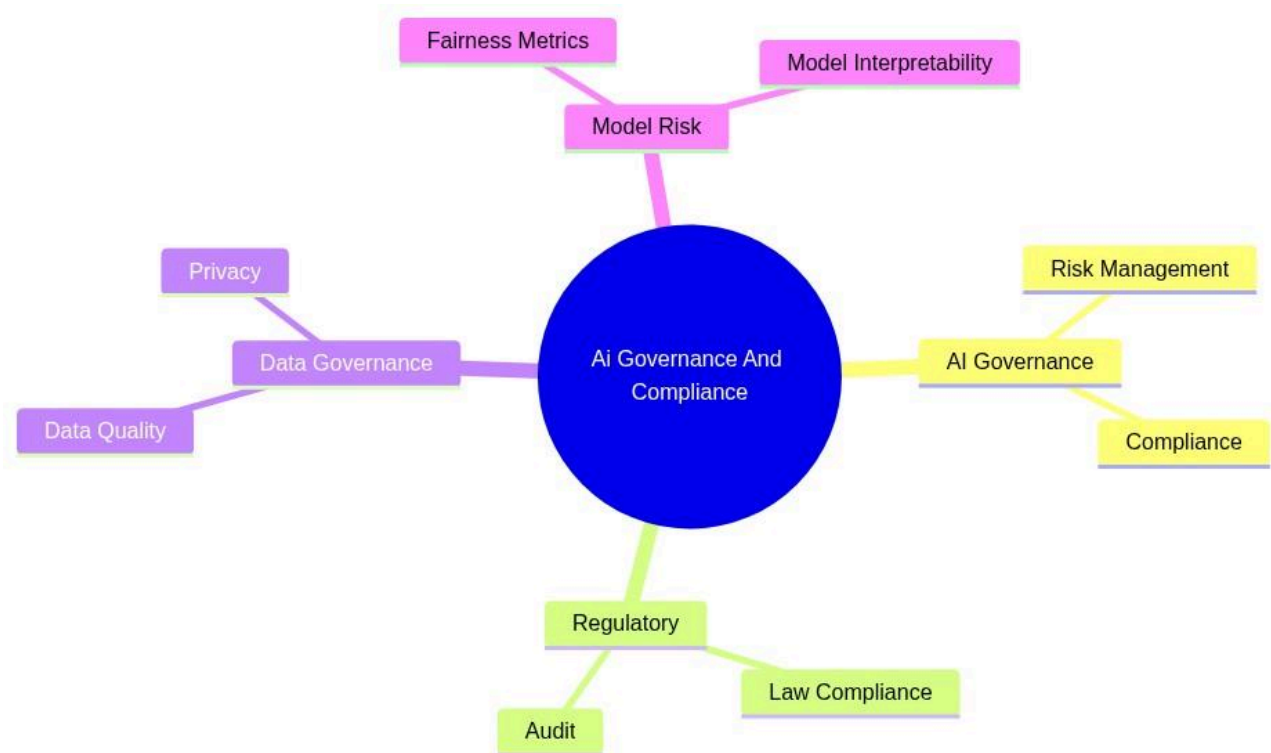 Fairness Metrics
Model Interpretability
Model Risk
Privacy
Risk Management
Data Governance
Ai Governance And
Compliance
AI Governance
Data Quality
Compliance
Regulatory
Law Compliance
Audit